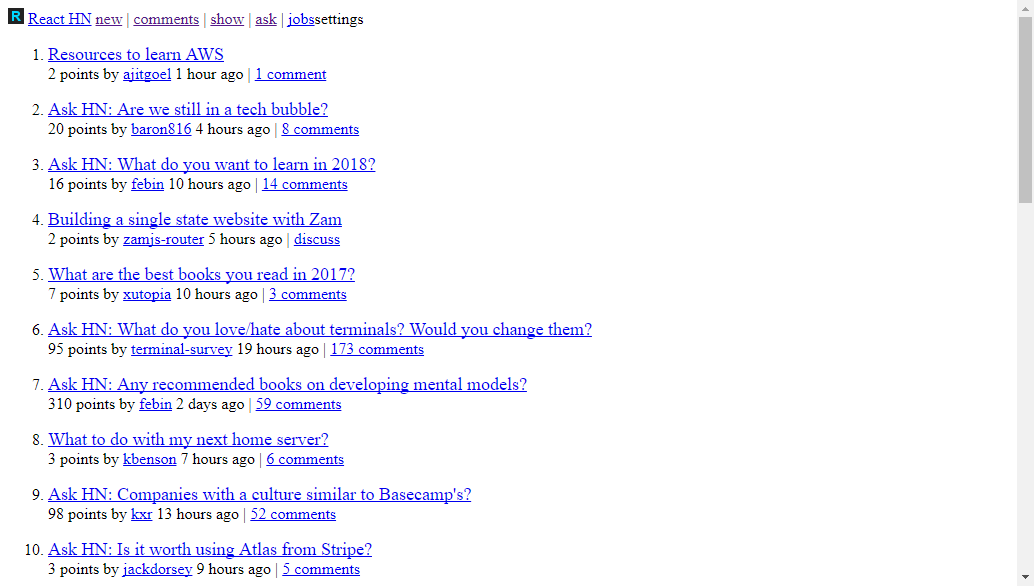 R React HN new | comments | show | ask | jobssettings
1. Resources to learn AWS
2 points by ajitgoel 1 hour ago | 1 comment
2. Ask HN: Are we still in a tech bubble?
20 points by baron816 4 hours ago | 8 comments
3. Ask HN: What do you want to learn in 2018?
16 points by febin 10 hours ago | 14 comments
4. Building a single state website with Zam
2 points by zamjs-router 5 hours ago | discuss
5. What are the best books you read in 2017?
7 points by xutopia 10 hours ago | 3 comments
6. Ask HN: What do you love/hate about terminals? Would you change them?
95 points by terminal-survey 19 hours ago | 173 comments
7. Ask HN: Any recommended books on developing mental models?
310 points by febin 2 days ago | 59 comments
8. What to do with my next home server?
3 points by kbenson 7 hours ago | 6 comments
9. Ask HN: Companies with a culture similar to Basecamp's?
98 points by kxr 13 hours ago | 52 comments
10. Ask HN: Is it worth using Atlas from Stripe?
3 points by jackdorsey 9 hours ago | 5 comments